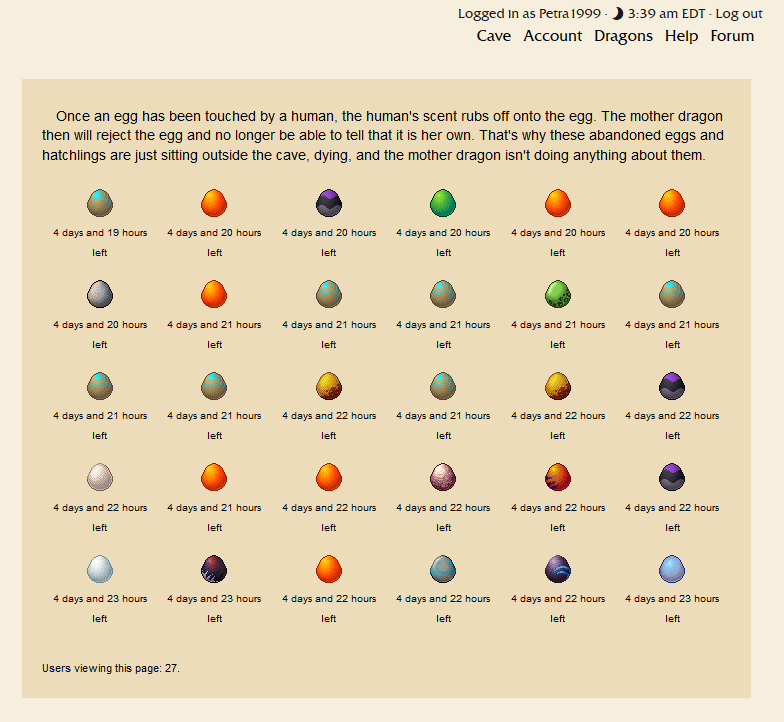 Logged in as Petra1999 · 3:39 am EDT · Log out
Cave Account Dragons Help Forum
Once an egg has been touched by a human, the human's scent rubs off onto the egg. The mother dragon
then will reject the egg and no longer be able to tell that it is her own. That's why these abandoned eggs and
hatchlings are just sitting outside the cave, dying, and the mother dragon isn't doing anything about them.
4 days and 19 hours left
4 days and 20 hours left
4 days and 20 hours left
4 days and 20 hours left
4 days and 20 hours left
4 days and 20 hours left
4 days and 20 hours left
4 days and 21 hours left
4 days and 21 hours left
4 days and 21 hours left
4 days and 21 hours left
4 days and 21 hours left
4 days and 21 hours left
4 days and 21 hours left
4 days and 22 hours left
4 days and 21 hours left
4 days and 22 hours left
4 days and 22 hours left
4 days and 22 hours left
4 days and 21 hours left
4 days and 22 hours left
4 days and 22 hours left
4 days and 22 hours left
4 days and 22 hours left
4 days and 23 hours left
4 days and 23 hours left
4 days and 22 hours left
4 days and 22 hours left
4 days and 22 hours left
4 days and 23 hours left
Users viewing this page: 27.